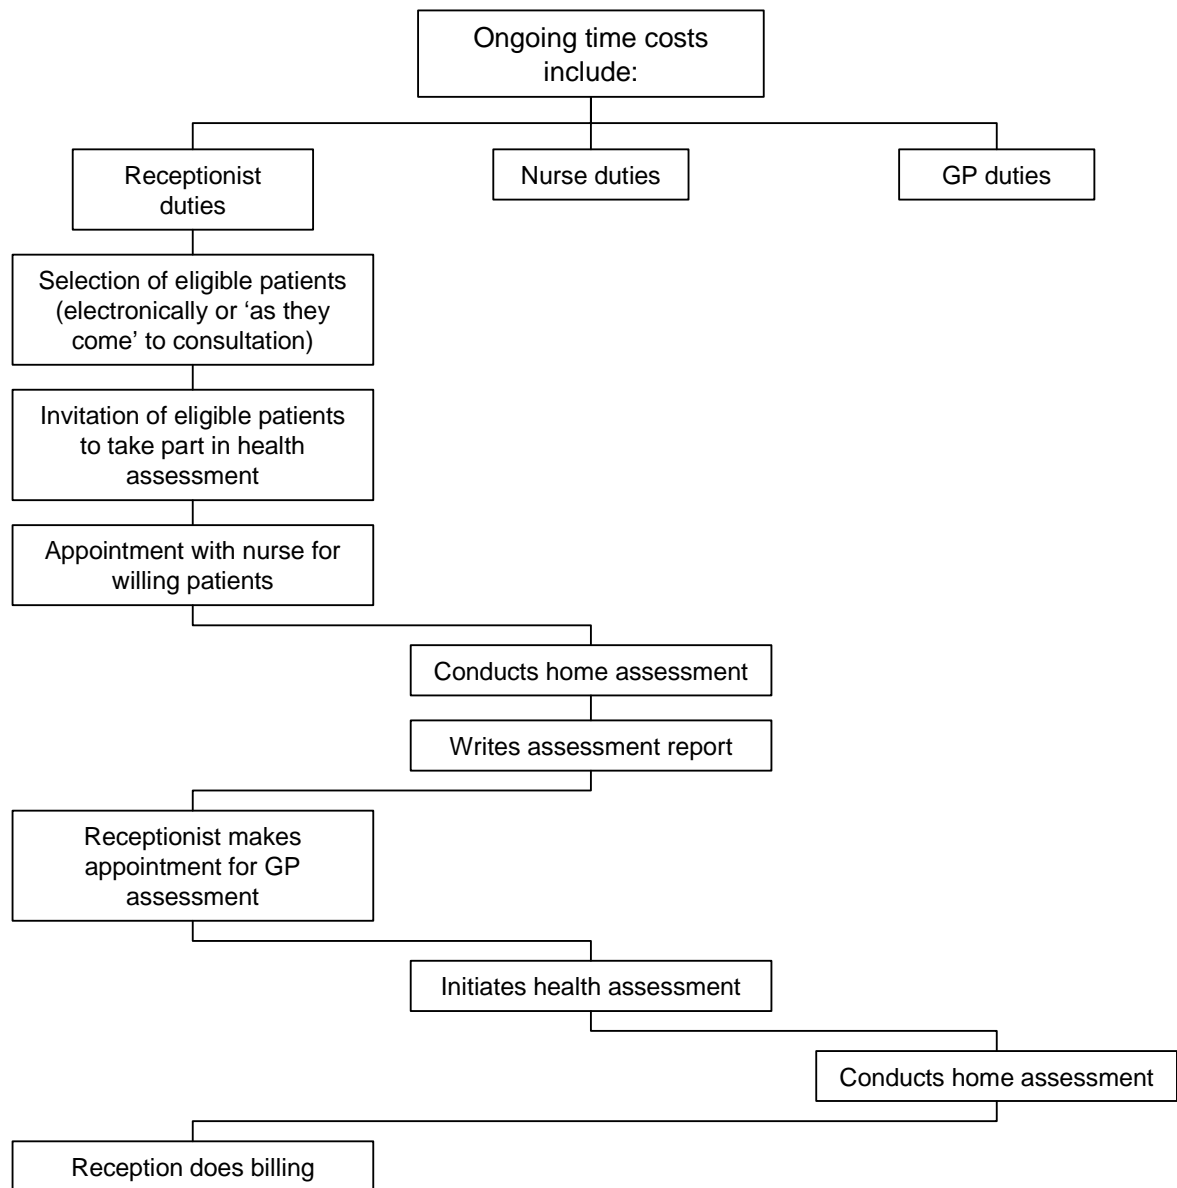 Ongoing time costs
include:
Receptionist
duties
Nurse duties
GP duties
Selection of eligible patients
(electronically or ‘as they
come’ to consultation)
Invitation of eligible patients
to take part in health
assessment
Appointment with nurse for
willing patients
Conducts home assessment
Writes assessment report
Receptionist makes
appointment for GP
assessment
Initiates health assessment
Conducts home assessment
Reception does billing